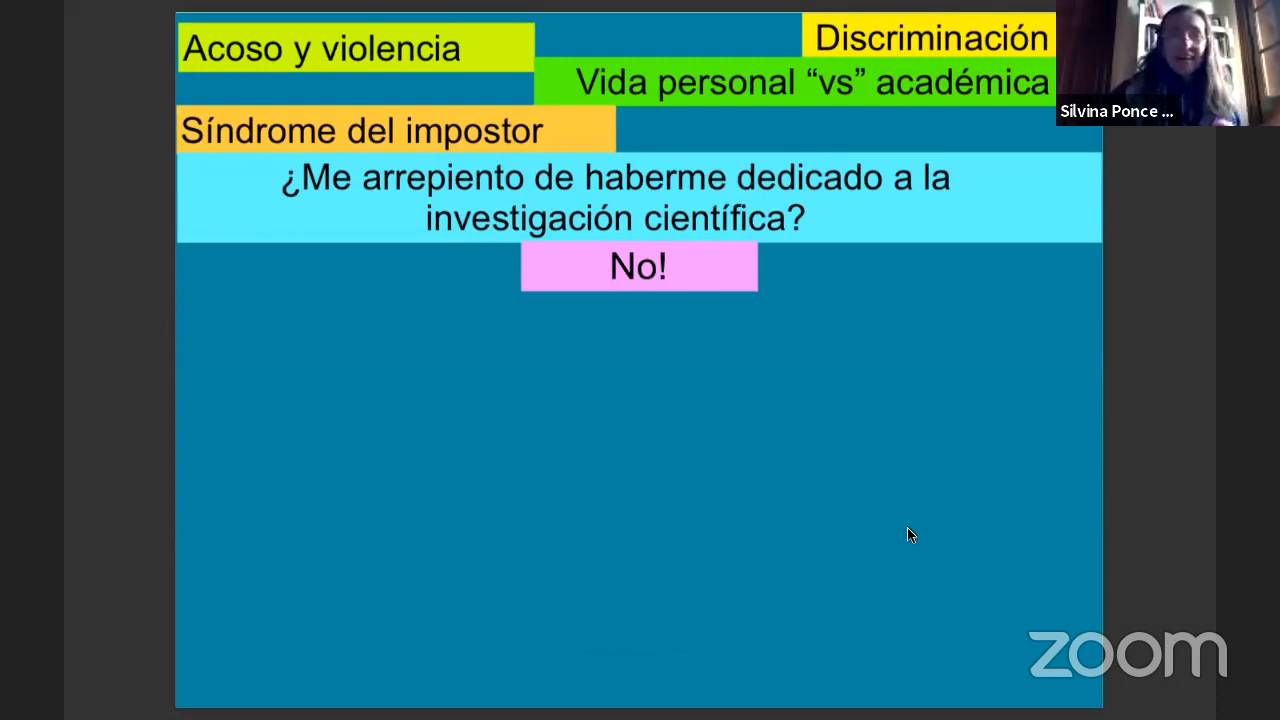 Acoso y violencia
Discriminación
Vida personal “vs” académica
Síndrome del impostor
¿Me arrepiento de haberme dedicado a la
investigación científica?
No!
Silvina Ponce ...
zoom